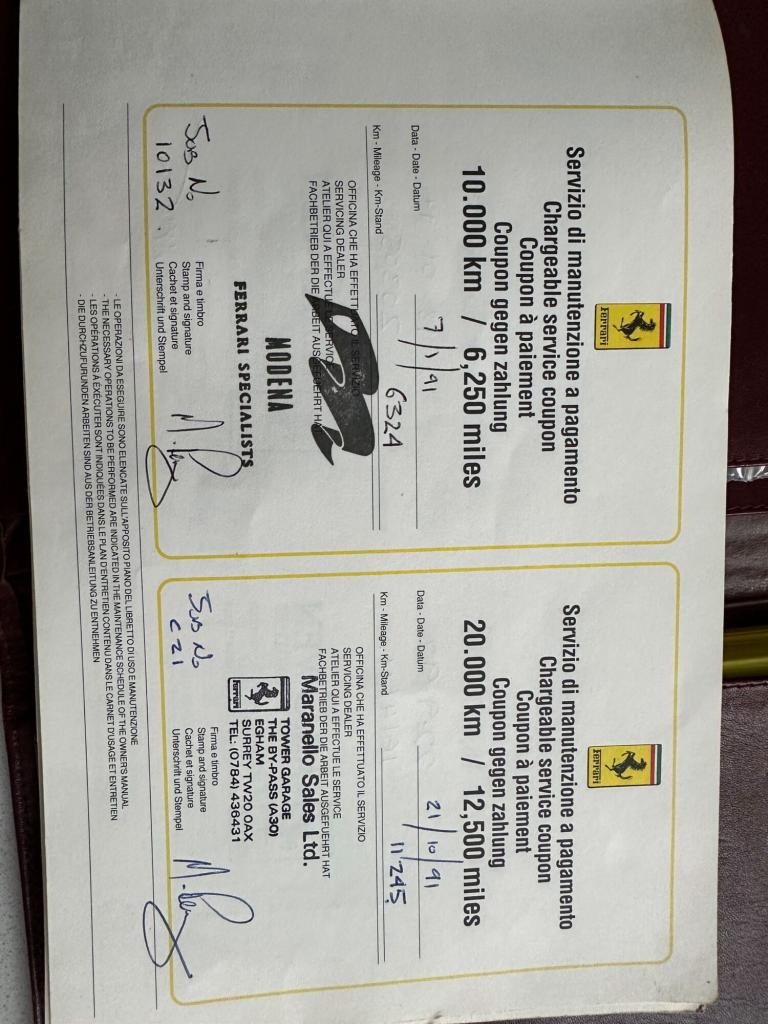 Ferrari
Servizio di manutenzione a pagamento
Chargeable service coupon
Coupon à paiement
Coupon gegen zahlung
10.000 km / 6,250 miles
Data - Date - Datum 7/1/91
Km - Mileage - Km-Stand 6324
OFFICINA CHE HA EFFETTUATO IL SERVIZIO
SERVICING DEALER
ATELIER QUI A EFFECTUE LE SERVICE
FACHBETRIEB DER DIE ARBEIT AUSGEFUEHRT HAT
MODENA
FERRARI SPECIALISTS
Firma e timbro
Stamp and signature
Cachet et signature
Unterschrift und Stempel
JOB No
10132.
Ferrari
Servizio di manutenzione a pagamento
Chargeable service coupon
Coupon à paiement
Coupon gegen zahlung
20.000 km / 12,500 miles
Data - Date - Datum 21/10/91
Km - Mileage - Km-Stand 11245
OFFICINA CHE HA EFFETTUATO IL SERVIZIO
SERVICING DEALER
ATELIER QUI A EFFECTUE LE SERVICE
FACHBETRIEB DER DIE ARBEIT AUSGEFUEHRT HAT
Maranello Sales Ltd.
TOWER GARAGE
THE BY-PASS (A30)
EGHAM
SURREY TW20 0AX
TEL: (0784) 436431
Ferrari
Firma e timbro
Stamp and signature
Cachet et signature
Unterschrift und Stempel
JOB No
C21
- LE OPERAZIONI DA ESEGUIRE SONO ELENCATE SULL'APPOSITO PIANO DEL LIBRETTO DI USO E MANUTENZIONE
- THE NECESSARY OPERATIONS TO BE PERFORMED ARE INDICATED IN THE MAINTENANCE SCHEDULE OF THE OWNER'S MANUAL
- LES OPÉRATIONS À EXÉCUTER SONT INDIQUÉES DANS LE PLAN D'ENTRETIEN CONTENU DANS LE CARNET D'USAGE ET ENTRETIEN
- DIE DURCHZUFURUNDEN ARBEITEN SIND AUS DER BETRIEBSANLEITUNG ZU ENTNEHMEN